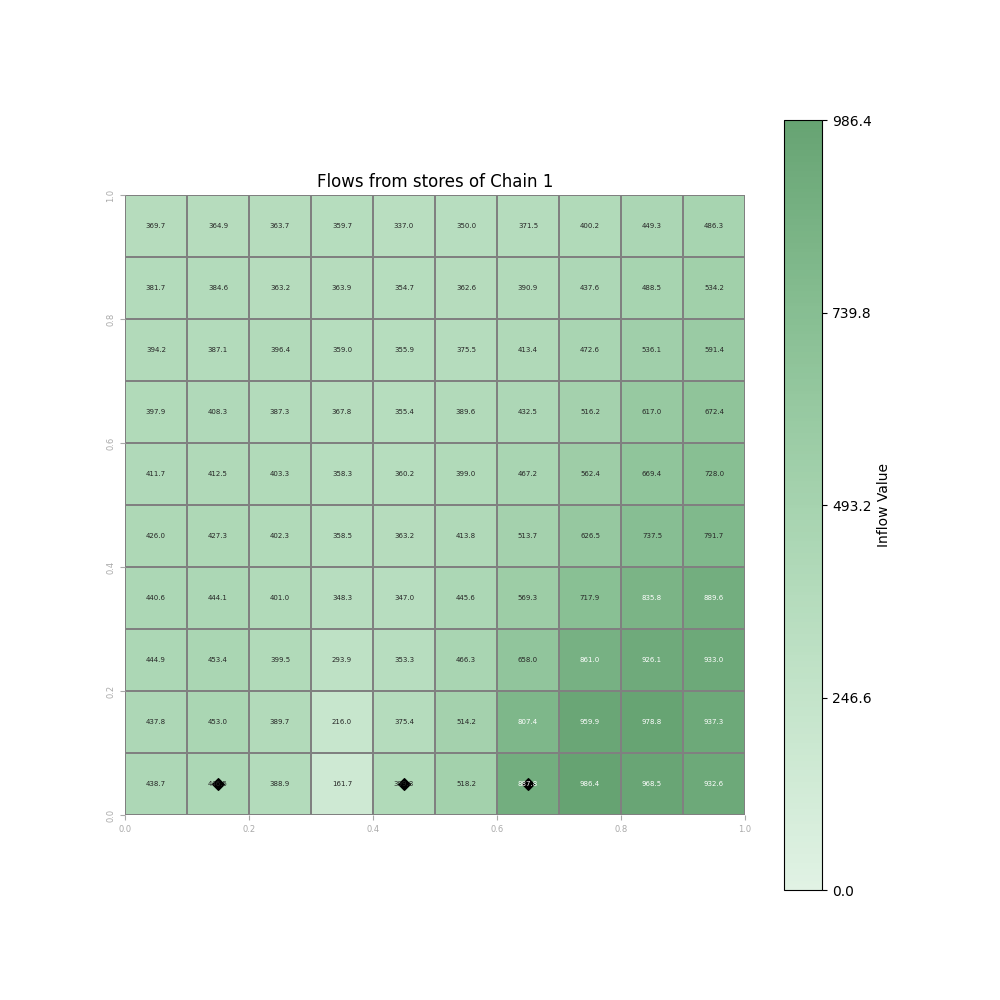 986.4
Flows from stores of Chain 1
1.0
369.7 364.9 363.7 359.7 337.0 350.0 371.5 400.2 449.3 486.3
381.7 384.6 363.2 363.9 354.7 362.6 390.9 437.6 488.5 534.2
0.8
739.8
394.2 387.1 396.4 359.0 355.9 375.5 413.4 472.6 536.1 591.4
397.9 408.3 387.3 367.8 355.4 389.6 432.5 516.2 617.0 672.4
0.6
411.7 412.5 403.3 358.3 360.2 399.0 467.2 562.4 669.4 728.0
493.2
Inflow Value
426.0 427.3 402.3 358.5 363.2 413.8 513.7 626.5 737.5 791.7
0.4
440.6 444.1 401.0 348.3 347.0 445.6 569.3 717.9 835.8 889.6
444.9 453.4 399.5 293.9 353.3 466.3 658.0 861.0 926.1 933.0
0.2
246.6
437.8 453.0 389.7 216.0 375.4 514.2 807.4 959.9 978.8 937.3
438.7 388.9 161.7 518.2 986.4 968.5 932.6
0.0
0.0 0.2 0.4 0.6 0.8 1.0
0.0